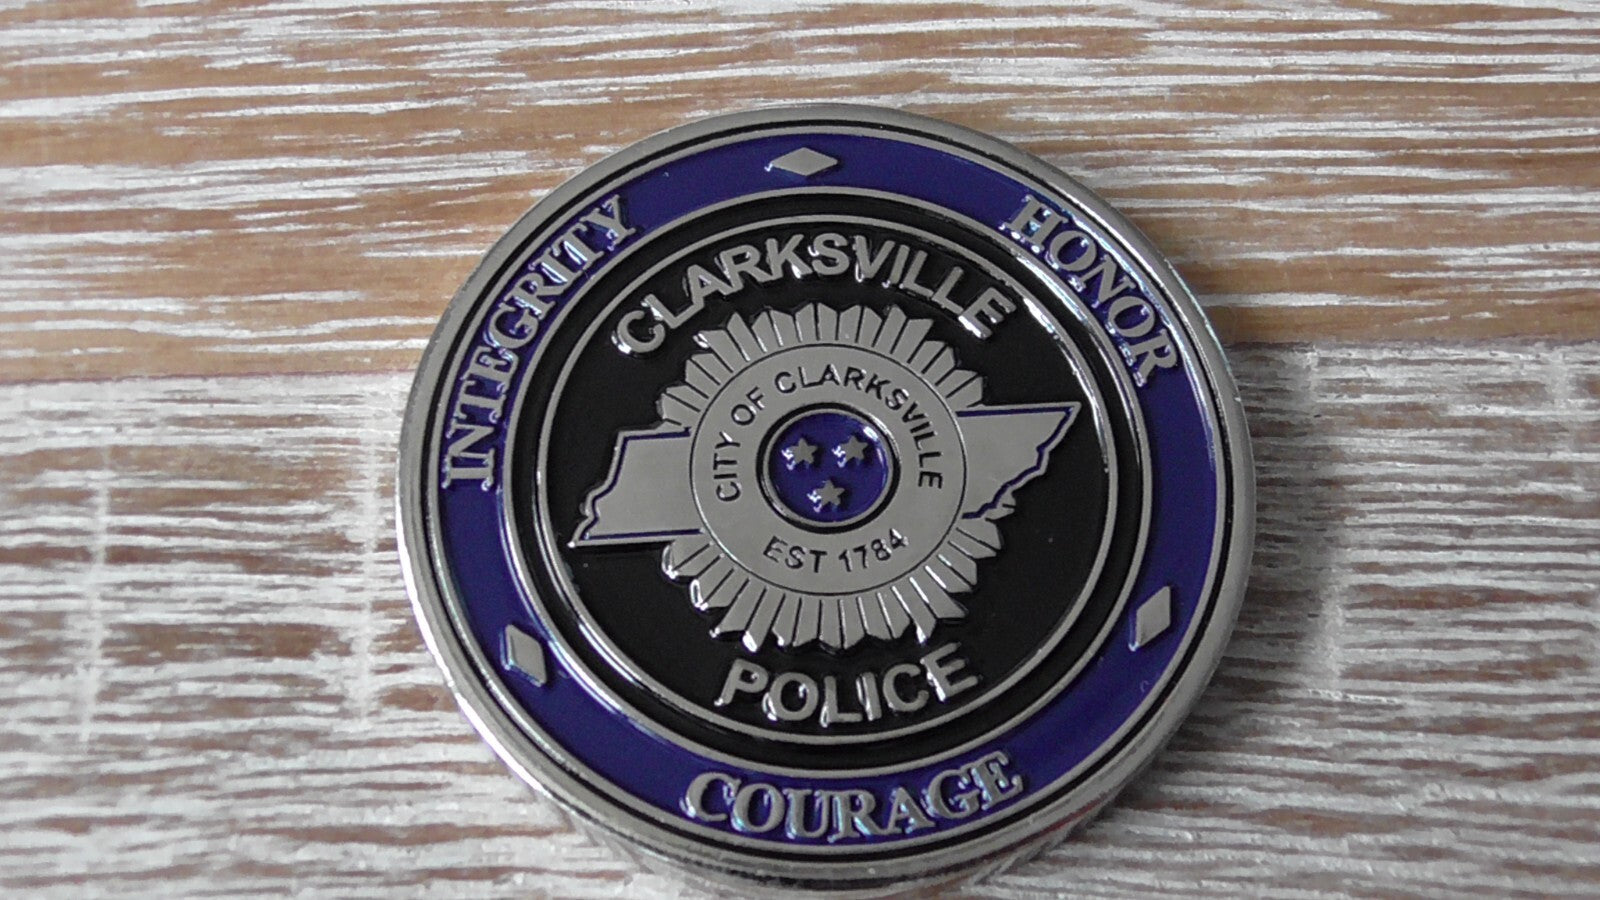 INTEGRITY
HONOR
COURAGE
CLARKSVILLE
POLICE
CITY OF CLARKSVILLE
EST 1784